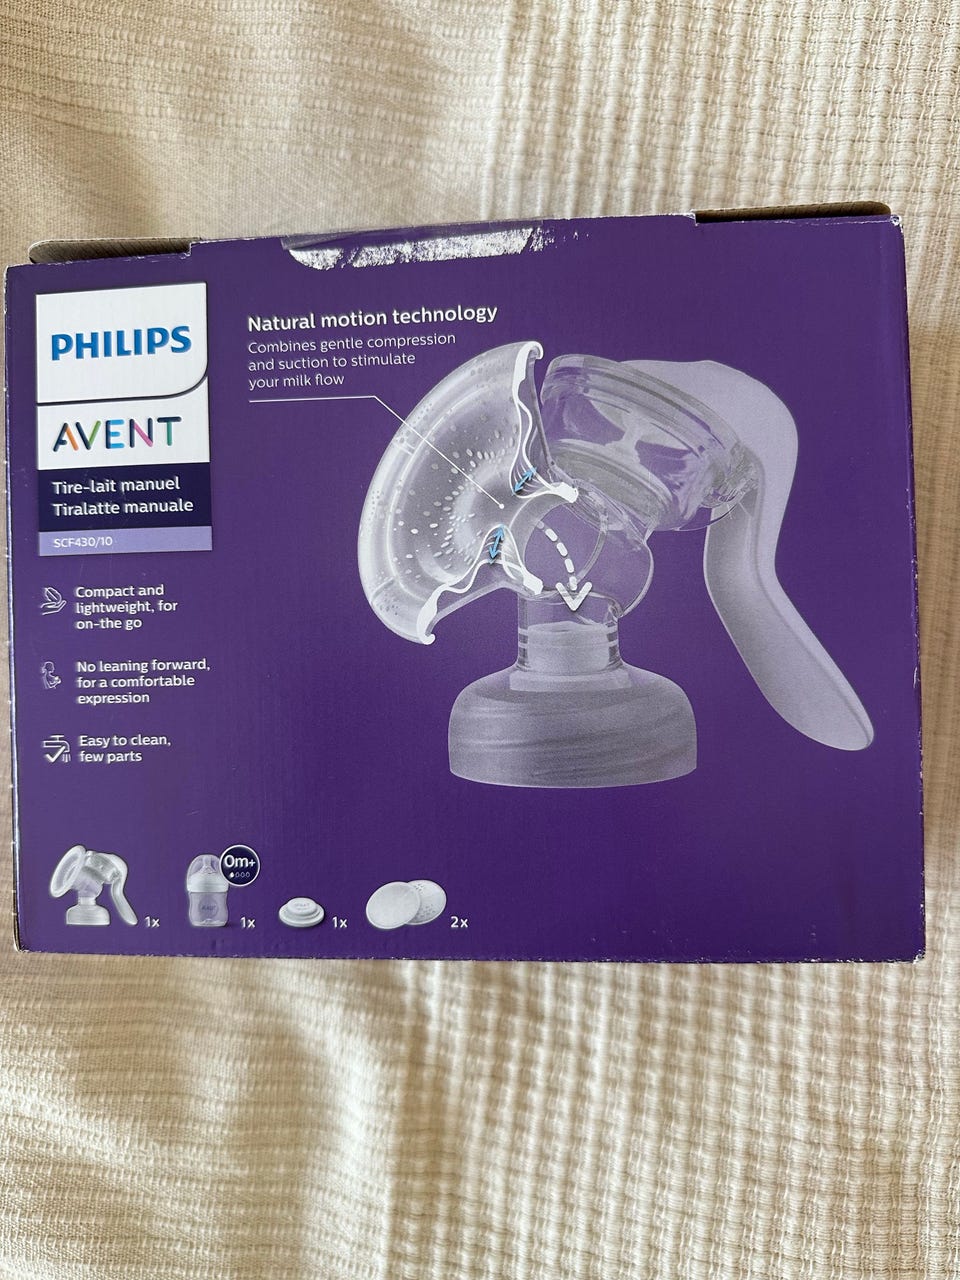 PHILIPS
AVENT
Tire-lait manuel
Tiralatte manuale
SCF430/10
Natural motion technology
Combines gentle compression
and suction to stimulate
your milk flow
Compact and
lightweight, for
on-the go
No leaning forward,
for a comfortable
expression
Easy to clean,
few parts
0m+
1x
1x
1x
2x